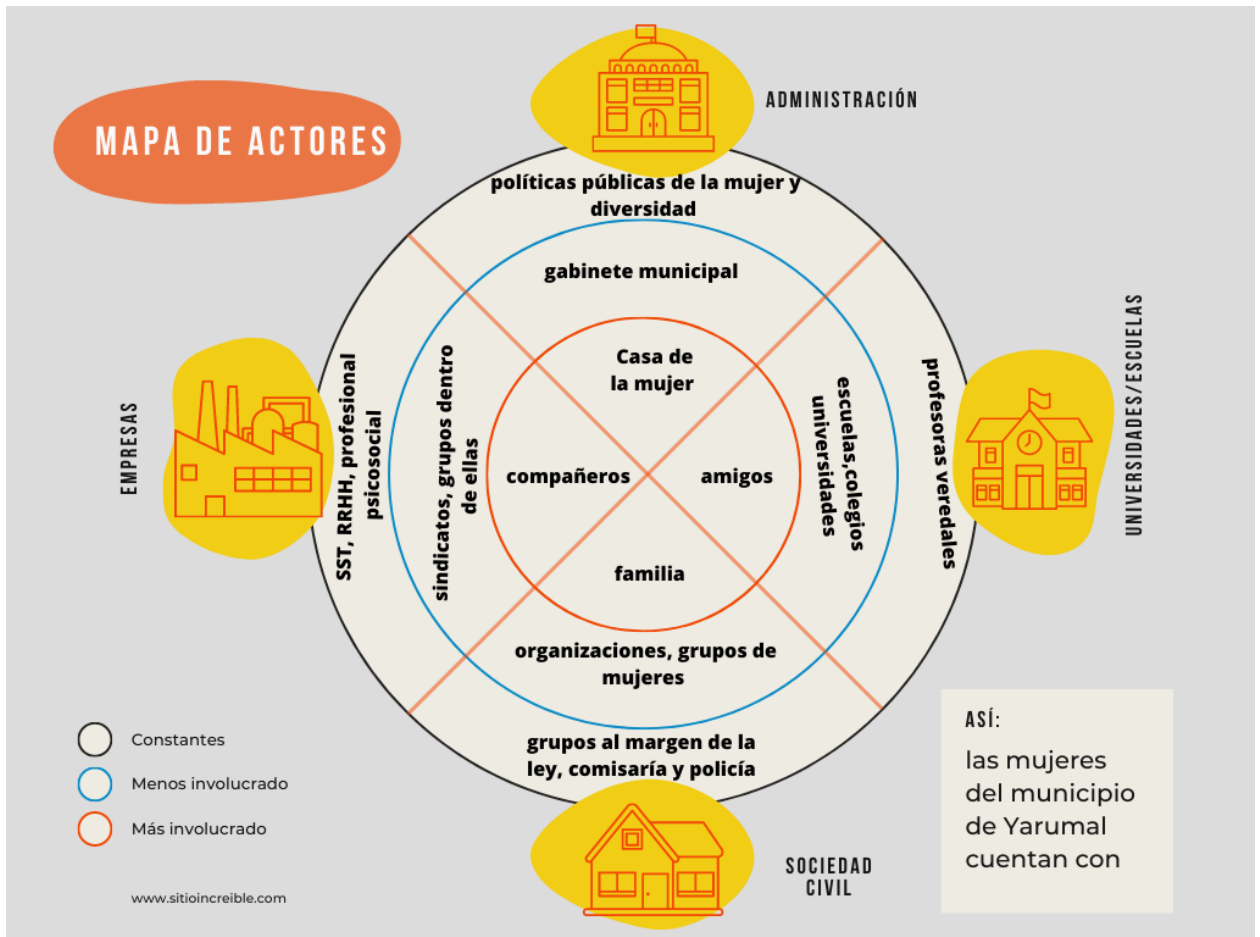 MAPA DE ACTORES
ADMINISTRACIÓN
políticas públicas de la mujer y
diversidad
gabinete municipal
Casa de
la mujer
EMPRESAS
SST, RRHH, profesional
psicosocial
sindicatos, grupos dentro
de ellas
compañeros
amigos
escuelas,colegios
universidades
profesoras veredales
UNIVERSIDADES/ESCUELAS
familia
organizaciones, grupos de
mujeres
grupos al margen de la
ley, comisaría y policía
SOCIEDAD
CIVIL
Constantes
Menos involucrado
Más involucrado
www.sitioincreible.com
ASÍ:
las mujeres
del municipio
de Yarumal
cuentan con